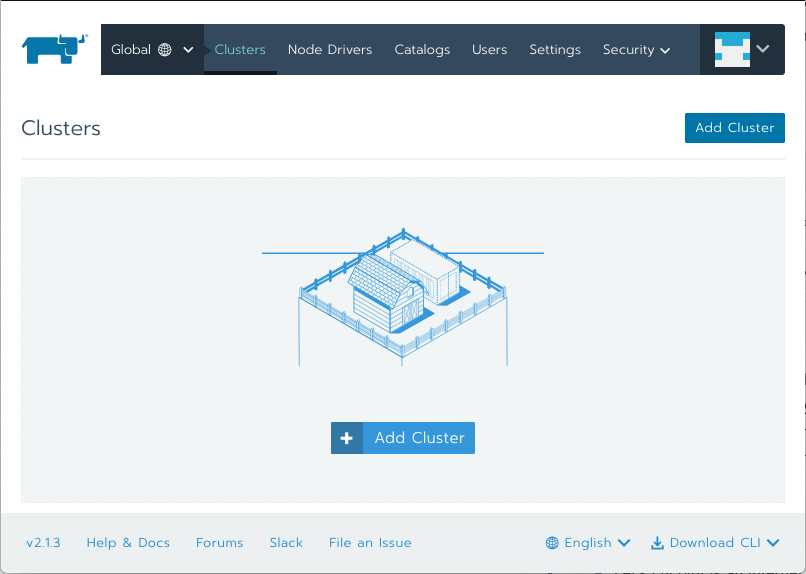 Global Clusters Node Drivers Catalogs Users Settings Security
Clusters
Add Cluster
Add Cluster
v2.1.3 Help & Docs Forums Slack File an Issue English Download CLI